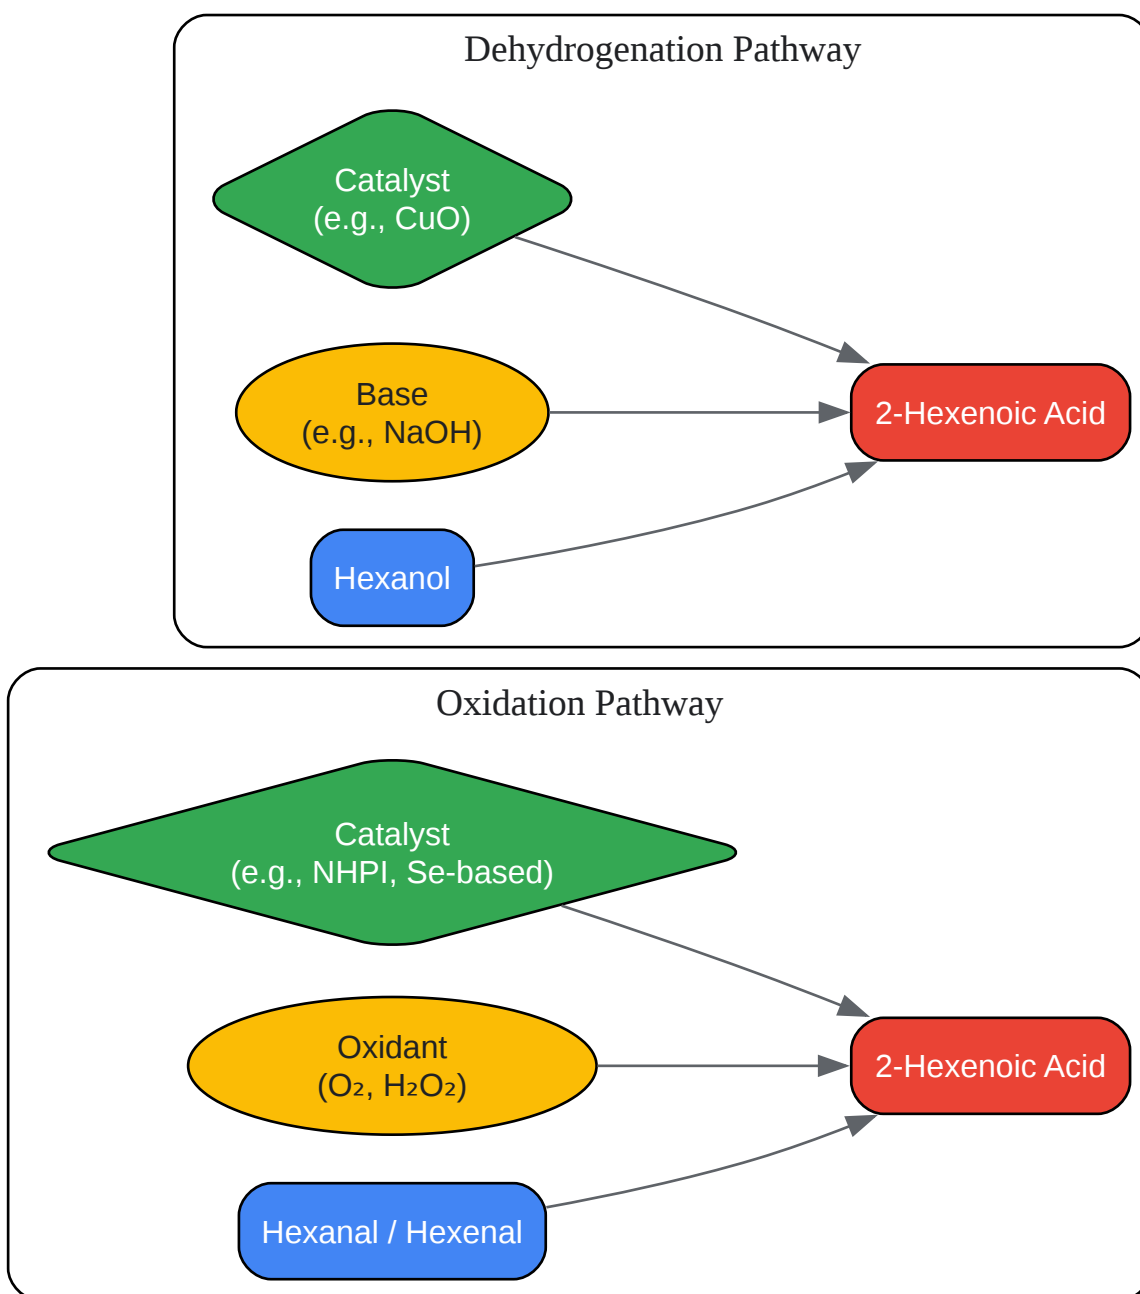 Dehydrogenation Pathway
Catalyst
(e.g., CuO)
Base
(e.g., NaOH)
2-Hexenoic Acid
Hexanol
Oxidation Pathway
Catalyst
(e.g., NHPI, Se-based)
Oxidant
(O₂, H₂O₂)
2-Hexenoic Acid
Hexanal / Hexenal